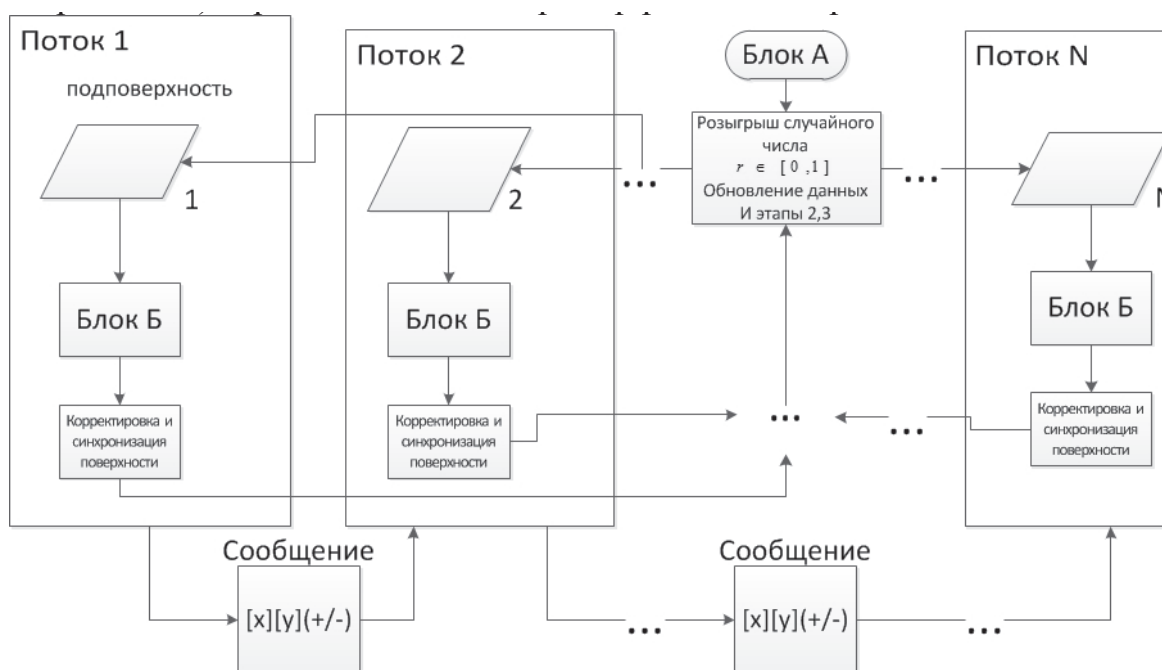 Поток 1
подповерхность
1
Блок Б
Корректировка и
синхронизация
поверхности
Поток 2
2
Блок Б
Корректировка и
синхронизация
поверхности
Блок А
Розыгрыш случайного
числа
r ∈ [ 0 , 1 ]
Обновление данных
И этапы 2,3
...
...
...
...
Поток N
N
Блок Б
Корректировка и
синхронизация
поверхности
Сообщение
[x][y](+/-)
...
Сообщение
[x][y](+/-)
...